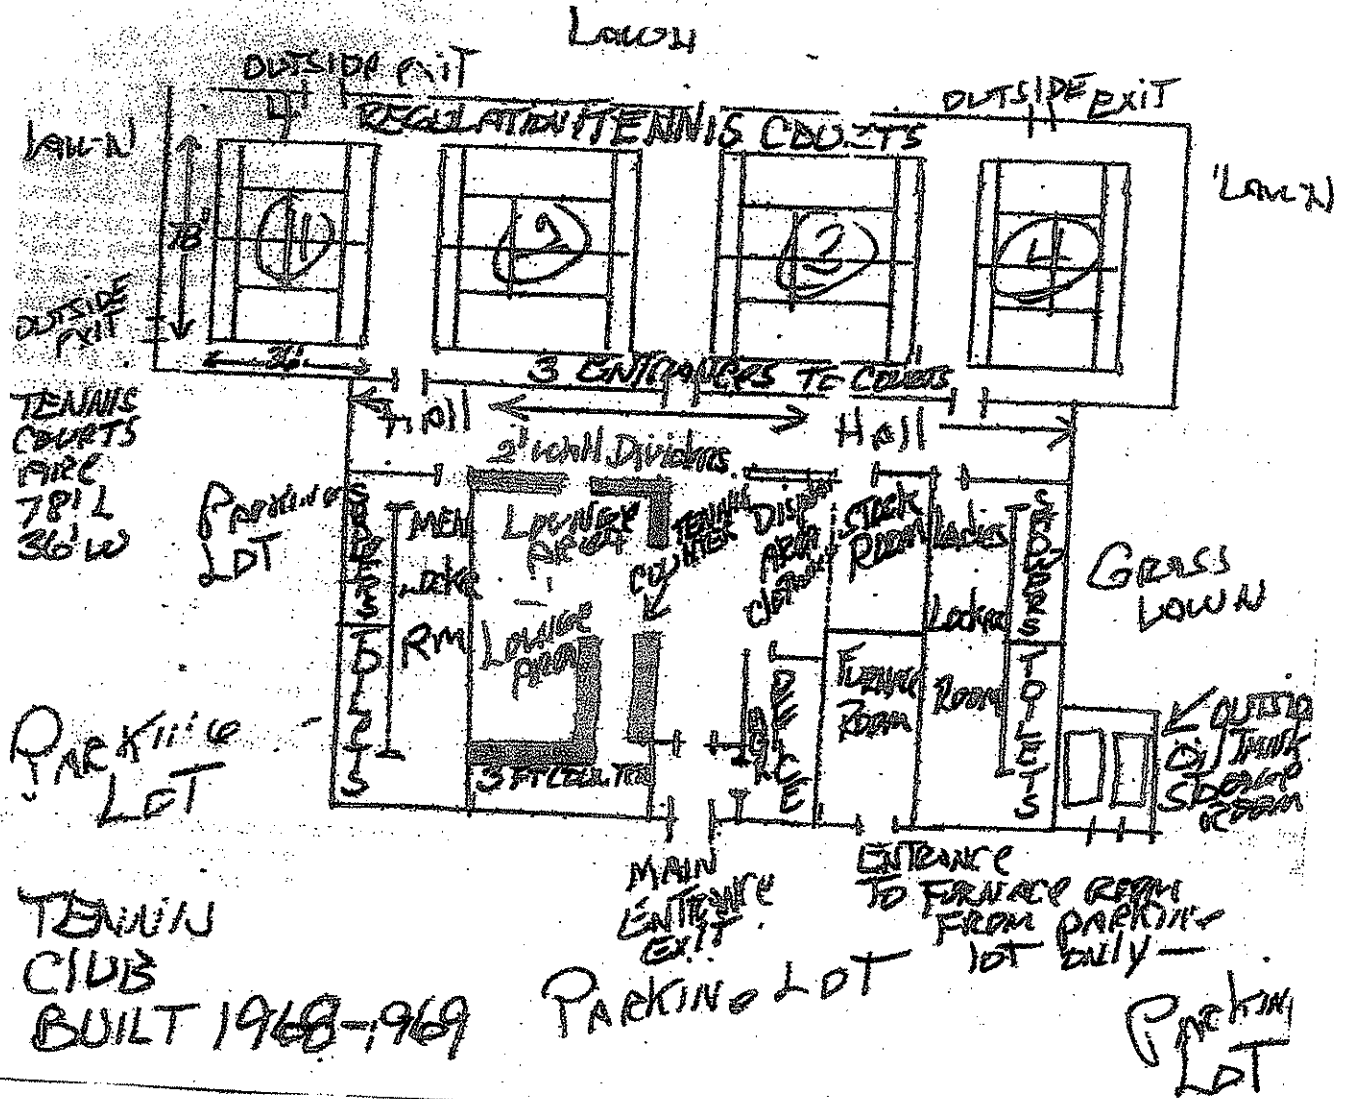 LAWN
OUTSIDE EXIT
OUTSIDE EXIT
REGULATION TENNIS COURTS
LAWN
LAWN
78'
1
2
3
4
OUTSIDE
EXIT
36'
3 ENTRANCES TO COURTS
HAll
HAll
TENNIS
COURTS
ARE
78' L
36' W
2' WAll Dividers
PARKING
LOT
SHOWERS
MEN
LOCKER
RM
LOUNGE
AREA
LOUNGE
AREA
TENNIS
COUNTER
DISPLAY
AREA
STOCK
ROOM
LADIES
LOCKER
ROOM
SHOWERS
GRASS
LAWN
TOILETS
OFFICE
FURNACE
ROOM
TOILETS
3 FT COUNTER
PARKING
LOT
OUTSID
STORAGE
ROOM
MAIN
ENTRANCE
EXIT
ENTRANCE
TO FURNACE ROOM
FROM PARKING
LOT ONLY —
TENNIN
CLUB
BUILT 1968-1969
PARKING LOT
PARKING
LOT